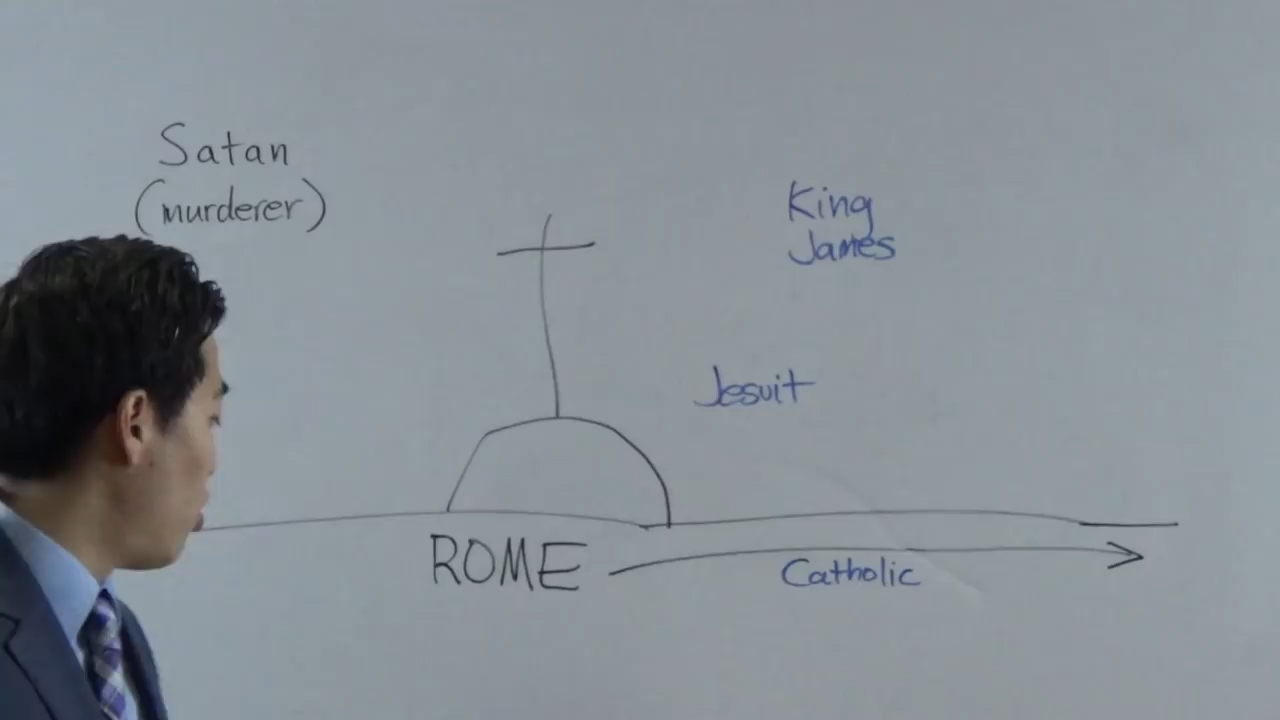 Satan
(murderer)
King
James
Jesuit
ROME
Catholic